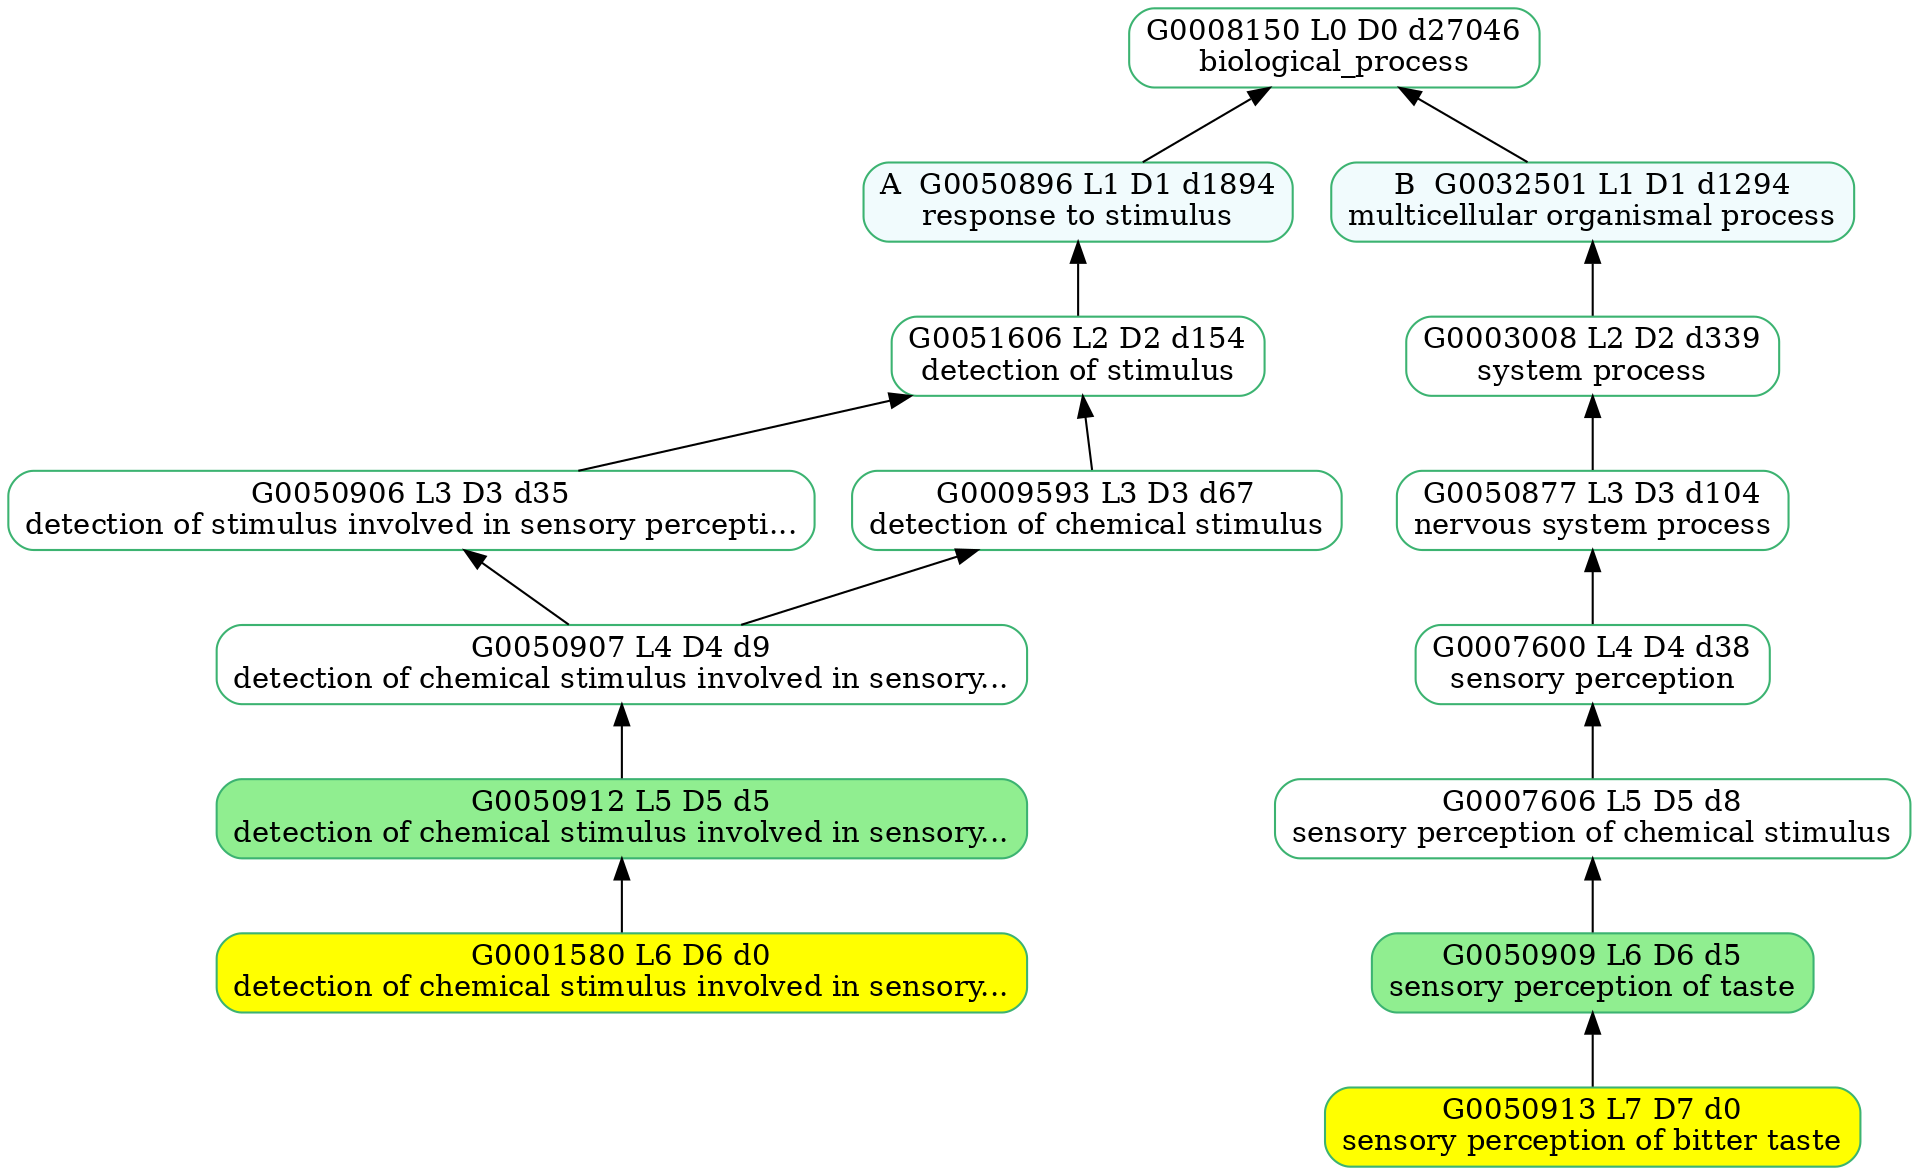 G0008150 L0 D0 d27046
biological_process
A  G0050896 L1 D1 d1894
response to stimulus
B  G0032501 L1 D1 d1294
multicellular organismal process
G0051606 L2 D2 d154
detection of stimulus
G0003008 L2 D2 d339
system process
G0050906 L3 D3 d35
detection of stimulus involved in sensory percepti...
G0009593 L3 D3 d67
detection of chemical stimulus
G0050877 L3 D3 d104
nervous system process
G0050907 L4 D4 d9
detection of chemical stimulus involved in sensory...
G0007600 L4 D4 d38
sensory perception
G0050912 L5 D5 d5
detection of chemical stimulus involved in sensory...
G0007606 L5 D5 d8
sensory perception of chemical stimulus
G0001580 L6 D6 d0
detection of chemical stimulus involved in sensory...
G0050909 L6 D6 d5
sensory perception of taste
G0050913 L7 D7 d0
sensory perception of bitter taste